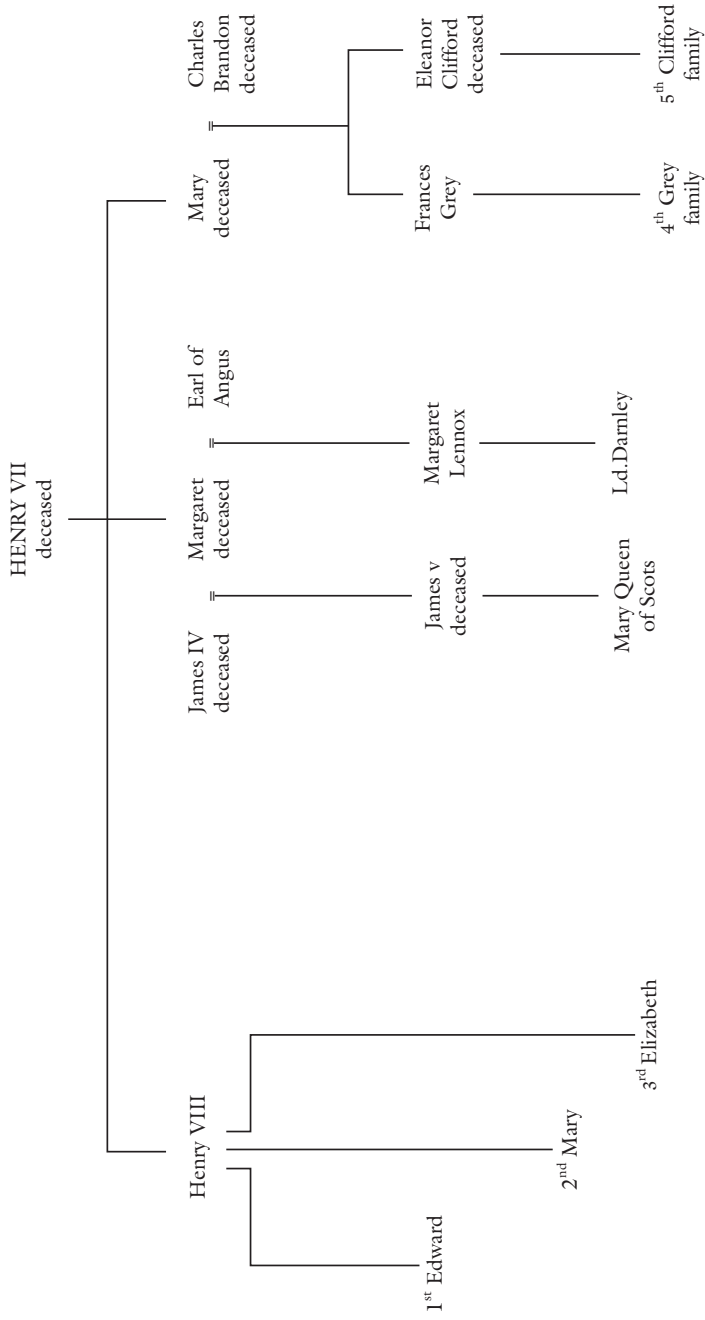 HENRY VII
deceased
Henry VIII
James IV
deceased
Margaret
deceased
Earl of
Angus
Mary
deceased
Charles
Brandon
deceased
1st Edward
2nd Mary
3rd Elizabeth
James v
deceased
Margaret
Lennox
Frances
Grey
Eleanor
Clifford
deceased
Mary Queen
of Scots
Ld.Darnley
4th Grey
family
5th Clifford
family